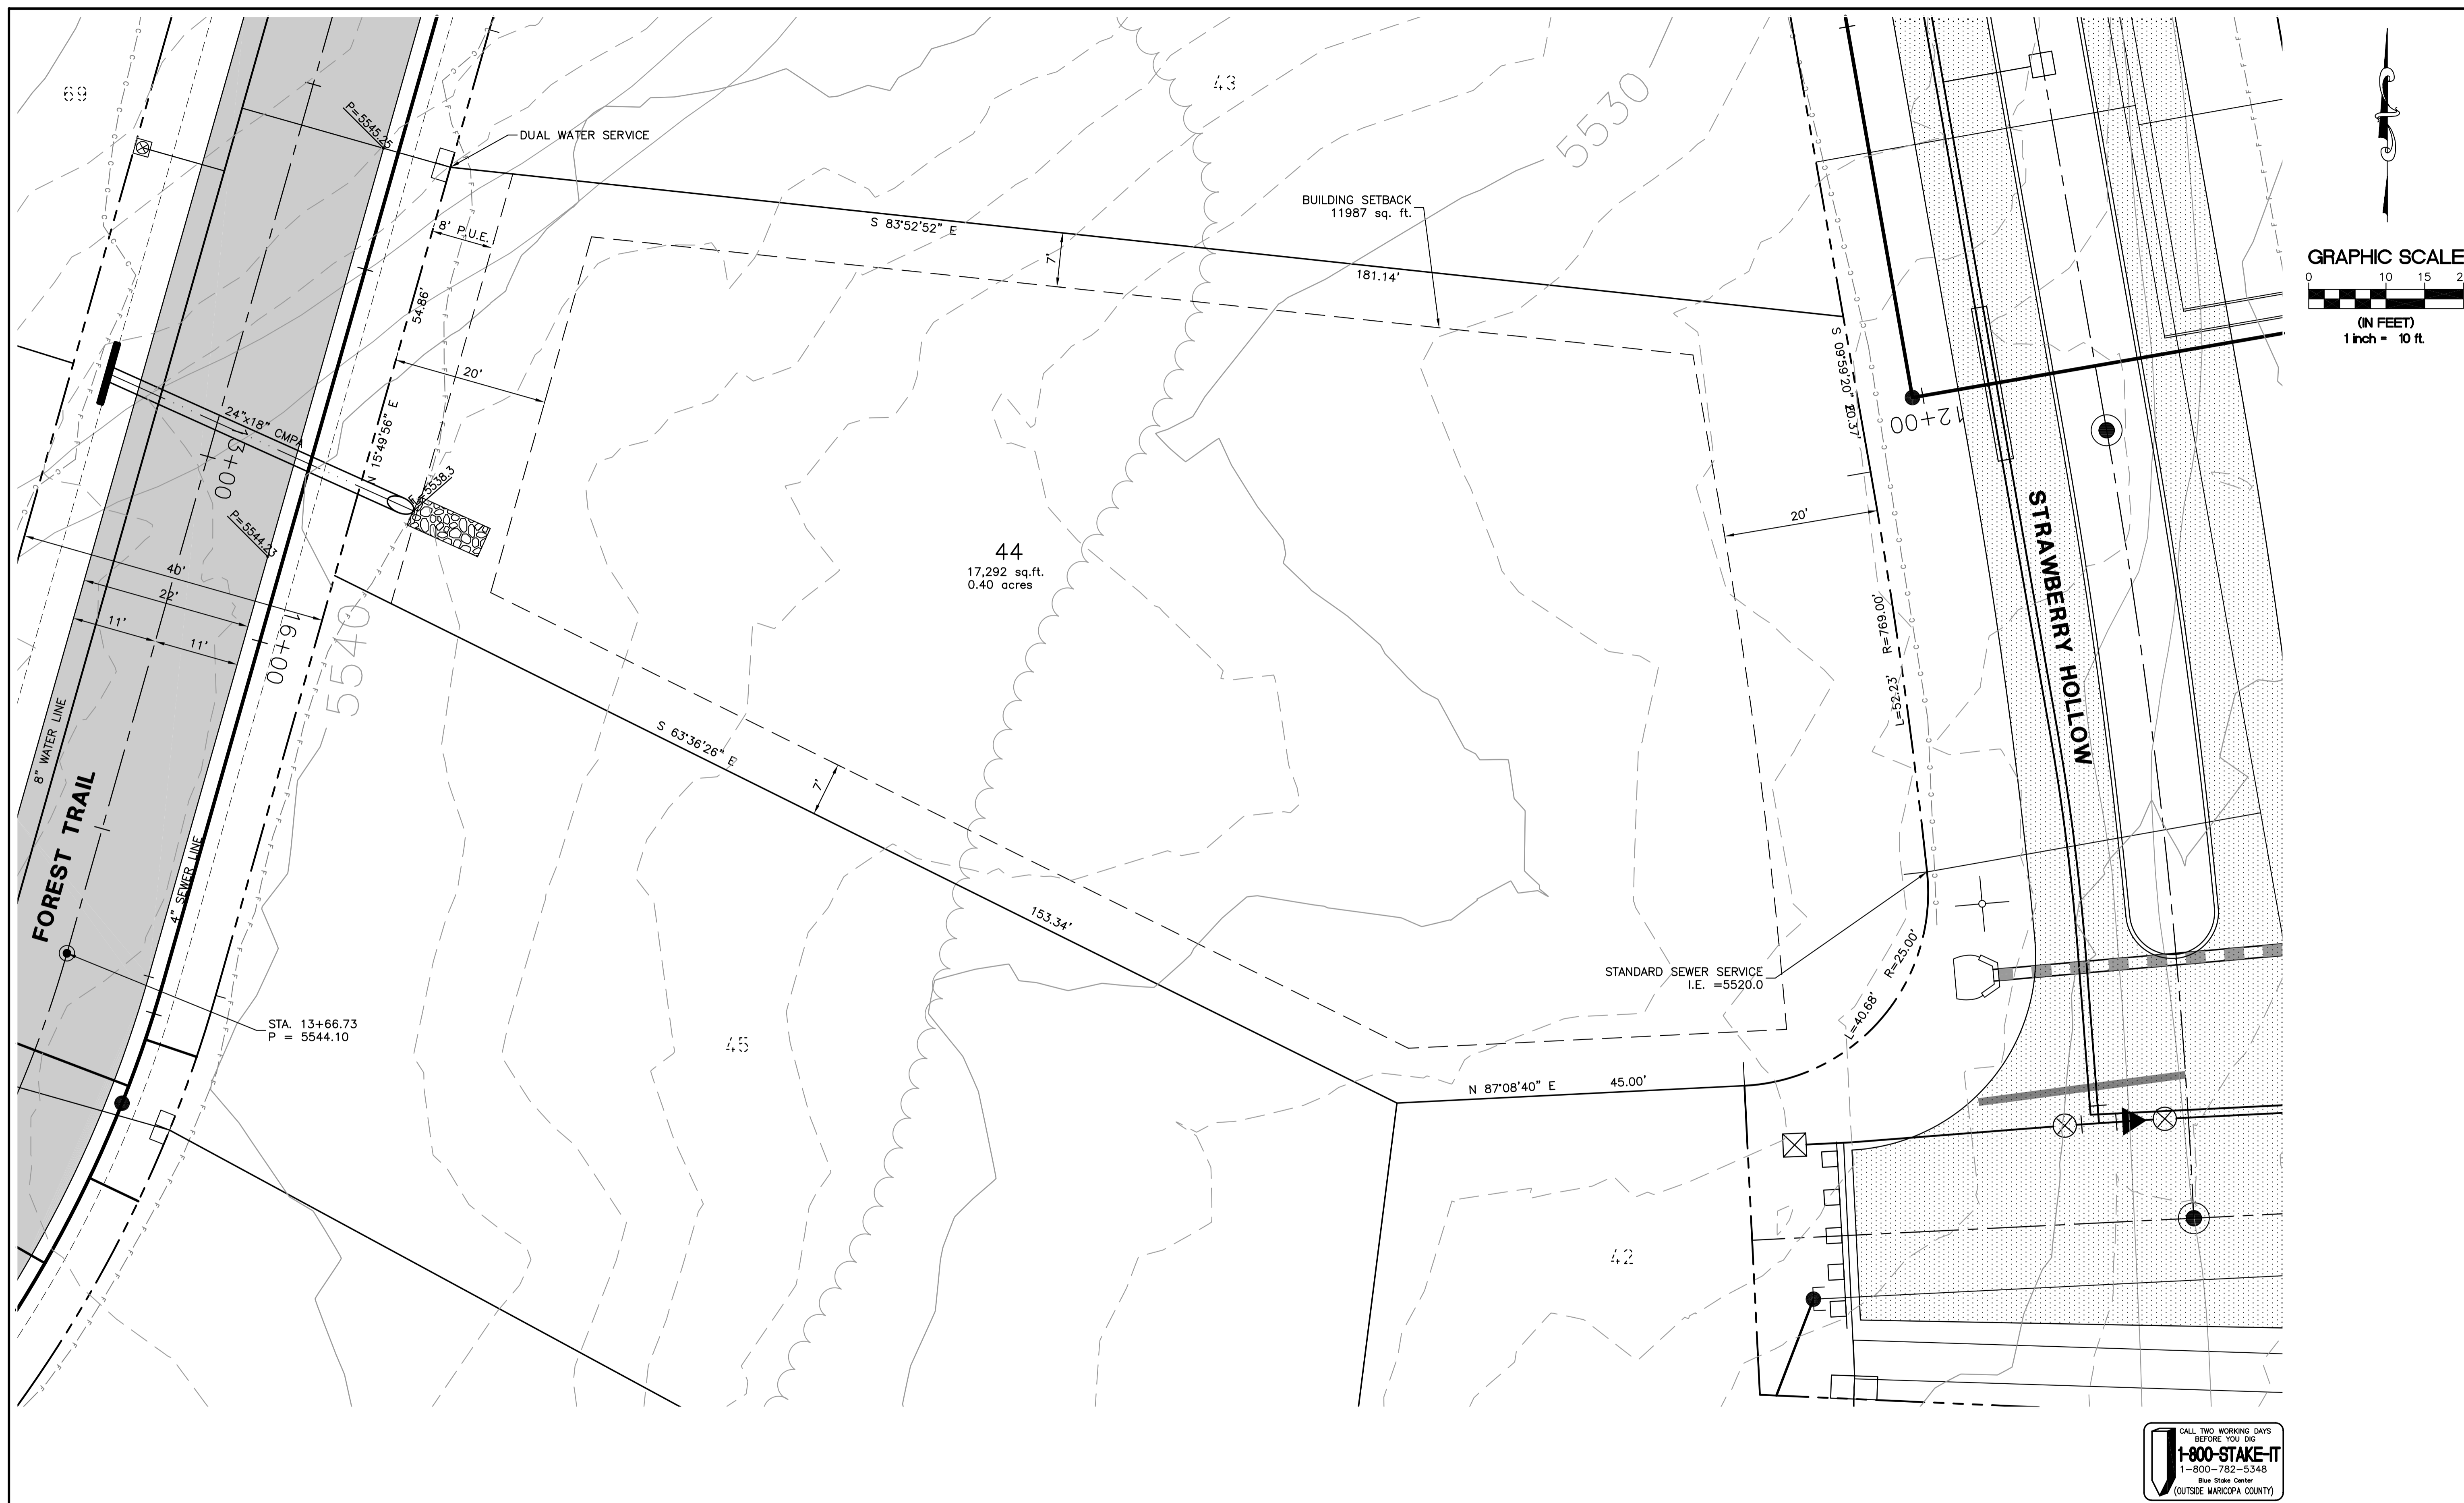 69
P=5545.25
DUAL WATER SERVICE
43
5530
BUILDING SETBACK
11987 sq. ft.
8' P.U.E.
S 83°52'52" E
7'
181.14'
54.86'
20'
N 15°49'56" E
24"x18" CMPA
13+00
P=5544.23
S 09°59'20" E
20.37'
12+00
20'
STRAWBERRY HOLLOW
44
17,292 sq.ft.
0.40 acres
40'
22'
11'
11'
16+00
5540
R=769.00'
L=52.23'
8" WATER LINE
FOREST TRAIL
4" SEWER LINE
S 63°36'26" E
7'
153.34'
STANDARD SEWER SERVICE
I.E. =5520.0
R=25.00'
L=40.68'
STA. 13+66.73
P = 5544.10
45
N 87°08'40" E
45.00'
42
GRAPHIC SCALE
0 10 15
(IN FEET)
1 inch = 10 ft.
CALL TWO WORKING DAYS
BEFORE YOU DIG
1-800-STAKE-IT
1-800-782-5348
Blue Stake Center
(OUTSIDE MARICOPA COUNTY)